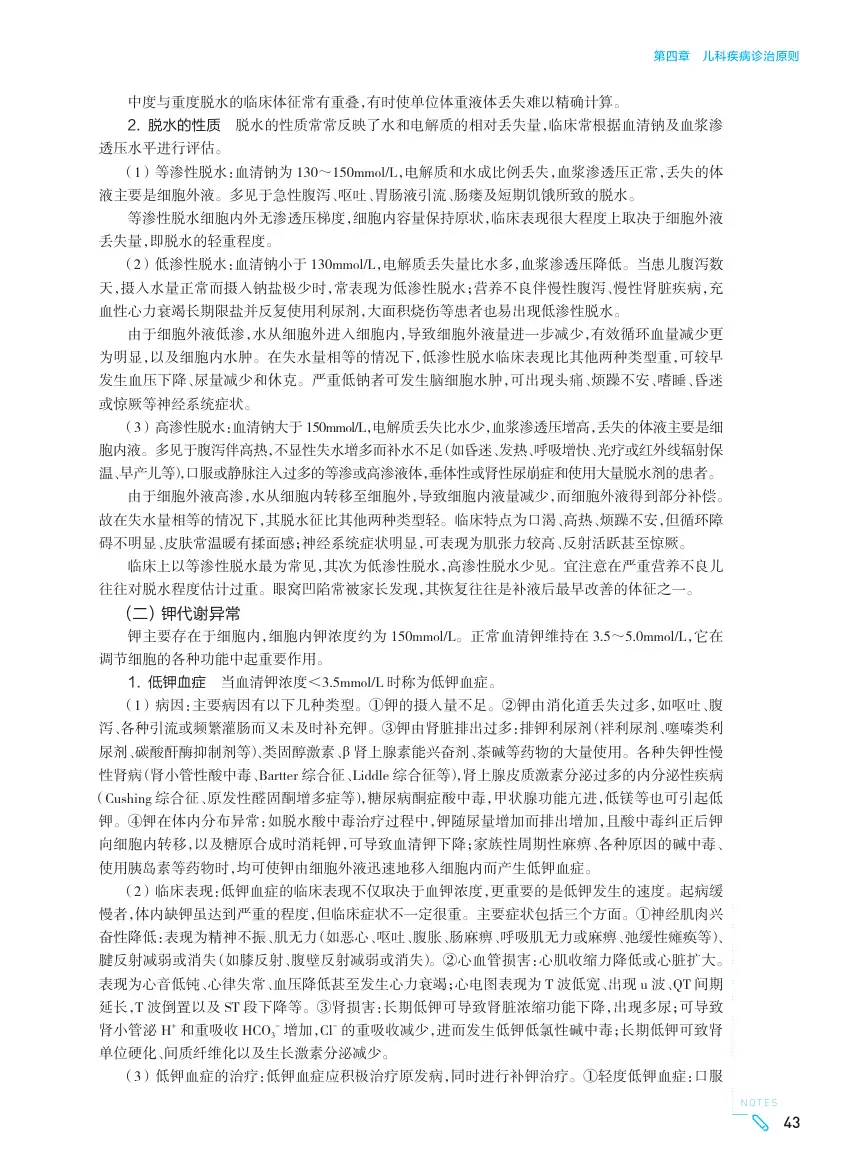 第四章 儿科疾病诊治原则
中度与重度脱水的临床体征常有重叠,有时使单位体重液体丢失难以精确计算。
2. 脱水的性质 脱水的性质常常反映了水和电解质的相对丢失量,临床常根据血清钠及血浆渗
透压水平进行评估。
（1）等渗性脱水:血清钠为 130～150mmol/L,电解质和水成比例丢失,血浆渗透压正常,丢失的体
液主要是细胞外液。多见于急性腹泻、呕吐、胃肠液引流、肠瘘及短期饥饿所致的脱水。
等渗性脱水细胞内外无渗透压梯度,细胞内容量保持原状,临床表现很大程度上取决于细胞外液
丢失量,即脱水的轻重程度。
（2）低渗性脱水:血清钠小于 130mmol/L,电解质丢失量比水多,血浆渗透压降低。当患儿腹泻数
天,摄入水量正常而摄入钠盐极少时,常表现为低渗性脱水;营养不良伴慢性腹泻、慢性肾脏疾病,充
血性心力衰竭长期限盐并反复使用利尿剂,大面积烧伤等患者也易出现低渗性脱水。
由于细胞外液低渗,水从细胞外进入细胞内,导致细胞外液量进一步减少,有效循环血量减少更
为明显,以及细胞内水肿。在失水量相等的情况下,低渗性脱水临床表现比其他两种类型重,可较早
发生血压下降、尿量减少和休克。严重低钠者可发生脑细胞水肿,可出现头痛、烦躁不安、嗜睡、昏迷
或惊厥等神经系统症状。
（3）高渗性脱水:血清钠大于 150mmol/L,电解质丢失比水少,血浆渗透压增高,丢失的体液主要是细
胞内液。多见于腹泻伴高热,不显性失水增多而补水不足（如昏迷、发热、呼吸增快、光疗或红外线辐射保
温、早产儿等）,口服或静脉注入过多的等渗或高渗液体,垂体性或肾性尿崩症和使用大量脱水剂的患者。
由于细胞外液高渗,水从细胞内转移至细胞外,导致细胞内液量减少,而细胞外液得到部分补偿。
故在失水量相等的情况下,其脱水征比其他两种类型轻。临床特点为口渴、高热、烦躁不安,但循环障
碍不明显、皮肤常温暖有揉面感;神经系统症状明显,可表现为肌张力较高、反射活跃甚至惊厥。
临床上以等渗性脱水最为常见,其次为低渗性脱水,高渗性脱水少见。宜注意在严重营养不良儿
往往对脱水程度估计过重。眼窝凹陷常被家长发现,其恢复往往是补液后最早改善的体征之一。
（二）钾代谢异常
钾主要存在于细胞内,细胞内钾浓度约为 150mmol/L。正常血清钾维持在 3.5～5.0mmol/L,它在
调节细胞的各种功能中起重要作用。
1. 低钾血症 当血清钾浓度＜3.5mmol/L 时称为低钾血症。
（1）病因:主要病因有以下几种类型。①钾的摄入量不足。②钾由消化道丢失过多,如呕吐、腹
泻、各种引流或频繁灌肠而又未及时补充钾。③钾由肾脏排出过多:排钾利尿剂（袢利尿剂、噻嗪类利
尿剂、碳酸酐酶抑制剂等）、类固醇激素、β 肾上腺素能兴奋剂、茶碱等药物的大量使用。各种失钾性慢
性肾病（肾小管性酸中毒、Bartter 综合征、Liddle 综合征等）,肾上腺皮质激素分泌过多的内分泌性疾病
（Cushing 综合征、原发性醛固酮增多症等）,糖尿病酮症酸中毒,甲状腺功能亢进,低镁等也可引起低
钾。④钾在体内分布异常:如脱水酸中毒治疗过程中,钾随尿量增加而排出增加,且酸中毒纠正后钾
向细胞内转移,以及糖原合成时消耗钾,可导致血清钾下降;家族性周期性麻痹、各种原因的碱中毒、
使用胰岛素等药物时,均可使钾由细胞外液迅速地移入细胞内而产生低钾血症。
（2）临床表现:低钾血症的临床表现不仅取决于血钾浓度,更重要的是低钾发生的速度。起病缓
慢者,体内缺钾虽达到严重的程度,但临床症状不一定很重。主要症状包括三个方面。①神经肌肉兴
奋性降低:表现为精神不振、肌无力（如恶心、呕吐、腹胀、肠麻痹、呼吸肌无力或麻痹、弛缓性瘫痪等）、
腱反射减弱或消失（如膝反射、腹壁反射减弱或消失）。②心血管损害:心肌收缩力降低或心脏扩大。
表现为心音低钝、心律失常、血压降低甚至发生心力衰竭;心电图表现为 T 波低宽、出现 u 波、QT 间期
延长,T 波倒置以及 ST 段下降等。③肾损害:长期低钾可导致肾脏浓缩功能下降,出现多尿;可导致
肾小管泌 H⁺ 和重吸收 HCO₃⁻ 增加,Cl⁻ 的重吸收减少,进而发生低钾低氯性碱中毒;长期低钾可致肾
单位硬化、间质纤维化以及生长激素分泌减少。
（3）低钾血症的治疗:低钾血症应积极治疗原发病,同时进行补钾治疗。①轻度低钾血症:口服
NOTES
43